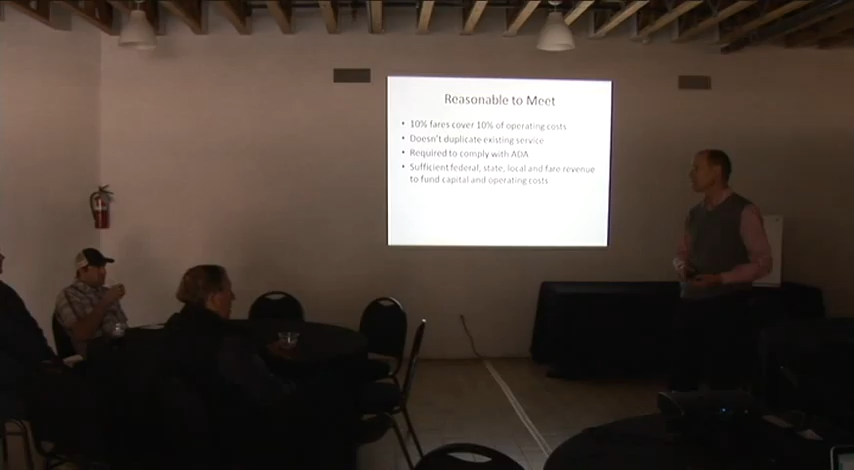 Reasonable to Meet
• 10% fares cover 10% of operating costs
• Doesn't duplicate existing service
• Required to comply with ADA
• Sufficient federal, state, local and fare revenue
to fund capital and operating costs